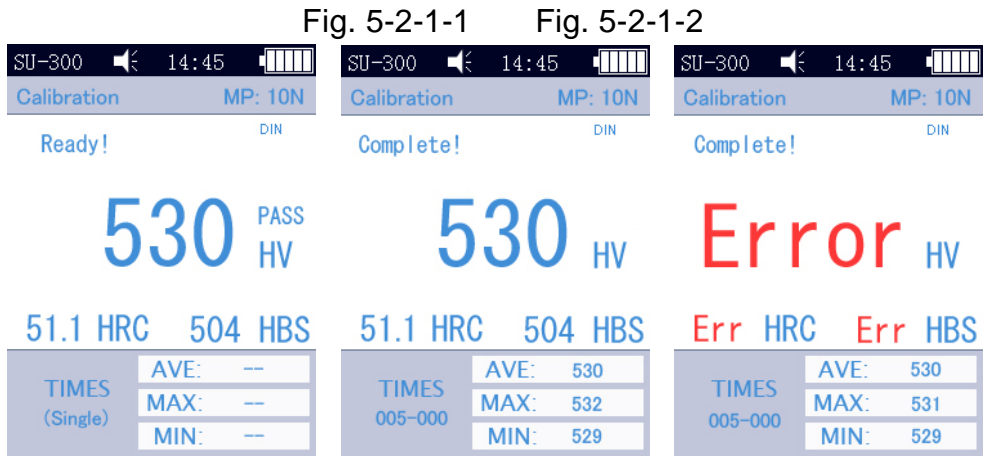 Fig. 5-2-1-1 Fig. 5-2-1-2
SU-300 14:45
Calibration MP: 10N
Ready! DIN
530 PASS HV
51.1 HRC 504 HBS
TIMES (Single)
AVE: --
MAX: --
MIN: --
SU-300 14:45
Calibration MP: 10N
Complete! DIN
530 HV
51.1 HRC 504 HBS
TIMES 005-000
AVE: 530
MAX: 532
MIN: 529
SU-300 14:45
Calibration MP: 10N
Complete! DIN
Error HV
Err HRC Err HBS
TIMES 005-000
AVE: 530
MAX: 531
MIN: 529